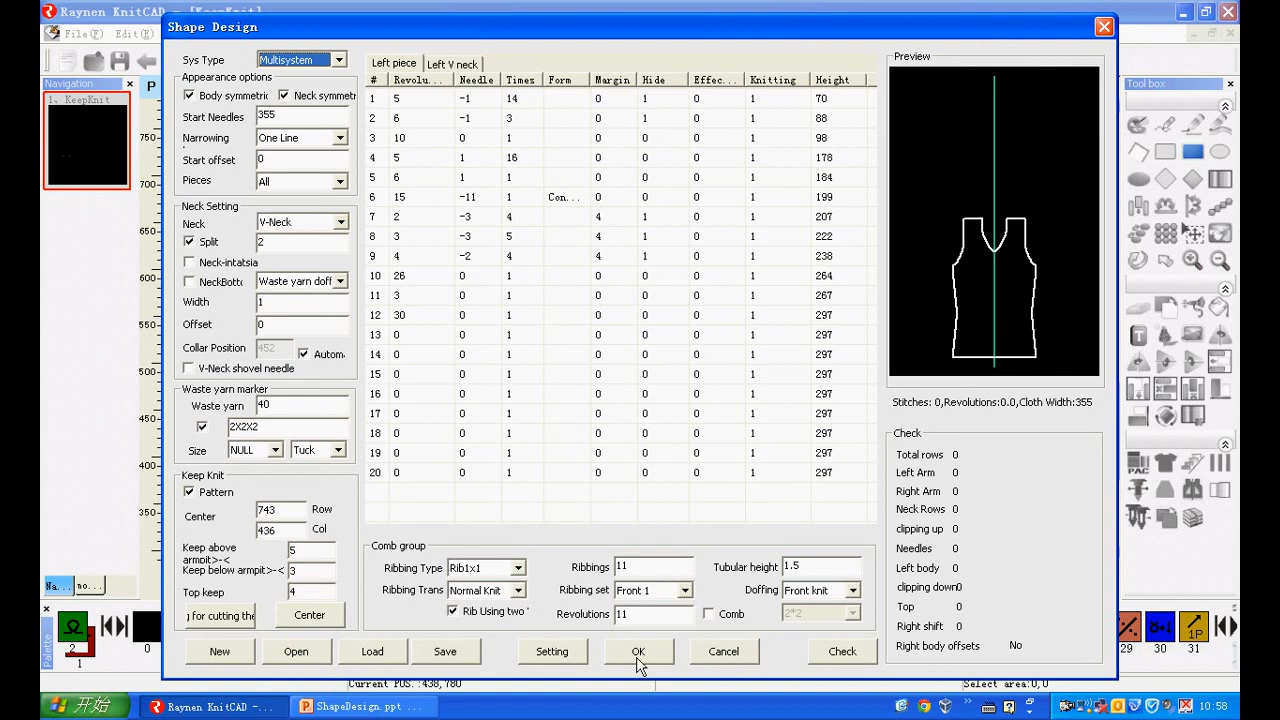 Raynen KnitCAD - [KeepKnit]
File(F) Edit(E)
Navigation
1、KeepKnit
P
750
700
650
600
550
500
450
400
350
Shape Design
Sys Type Multisystem
Appearance options
Body symmetric Neck symmetr
Start Needles 355
Narrowing One Line
Start offset 0
Pieces All
Neck Setting
Neck V-Neck
Split 2
Neck-intatsia
NeckBott Waste yarn doff
Width 1
Offset 0
Collar Position 452 Autom.
V-Neck shovel needle
Waste yarn marker
Waste yarn 40
2X2X2
Size NULL Tuck
Keep Knit
Pattern
Center 743 Row
436 Col
Keep above armpit>-< 5
Keep below armpit>-< 3
Top keep 4
for cutting the Center
Left piece Left V neck
# Revolu... Needle Times Form Margin Hide Effec... Knitting Height
1 5 -1 14 0 1 0 1 70
2 6 -1 3 0 1 0 1 88
3 10 0 1 0 0 0 1 98
4 5 1 16 0 0 0 1 178
5 6 1 1 0 0 0 1 184
6 15 -11 1 Con... 0 0 0 1 199
7 2 -3 4 4 1 0 1 207
8 3 -3 5 4 1 0 1 222
9 4 -2 4 4 1 0 1 238
10 26 0 1 0 0 0 1 264
11 3 0 1 0 0 0 1 267
12 30 0 1 0 0 0 1 297
13 0 0 1 0 0 0 1 297
14 0 0 1 0 0 0 1 297
15 0 0 1 0 0 0 1 297
16 0 0 1 0 0 0 1 297
17 0 0 1 0 0 0 1 297
18 0 0 1 0 0 0 1 297
19 0 0 1 0 0 0 1 297
20 0 0 1 0 0 0 1 297
Comb group
Ribbing Type Rib1x1 Ribbings 11 Tubular height 1.5
Ribbing Trans Normal Knit Ribbing set Front 1 Doffing Front knit
Rib Using two ' Revolutions 11 Comb 2*2
New Open Load Save Setting OK Cancel Check
Preview
Stitches: 0,Revolutions:0.0,Cloth Width:355
Check
Total rows 0
Left Arm 0
Right Arm 0
Neck Rows 0
clipping up 0
Needles 0
Left body 0
clipping down0
Top 0
Right shift 0
Right body offsets No
Tool box
PAC
Na... no...
Palette
2 1 0
1P
29 30 31
Current POS.:438,780 Select area:0,0
开始 Raynen KnitCAD -... ShapeDesign.ppt ... 10:58